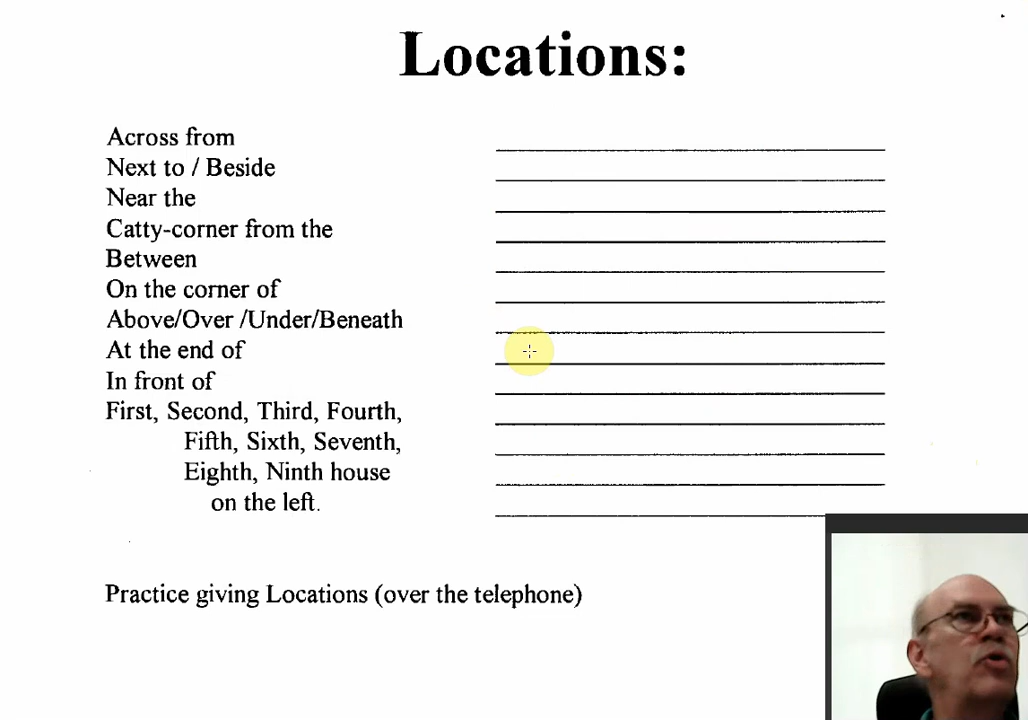 Locations:
Across from
Next to / Beside
Near the
Catty-corner from the
Between
On the corner of
Above/Over /Under/Beneath
At the end of
In front of
First, Second, Third, Fourth,
Fifth, Sixth, Seventh,
Eighth, Ninth house
on the left.
Practice giving Locations (over the telephone)